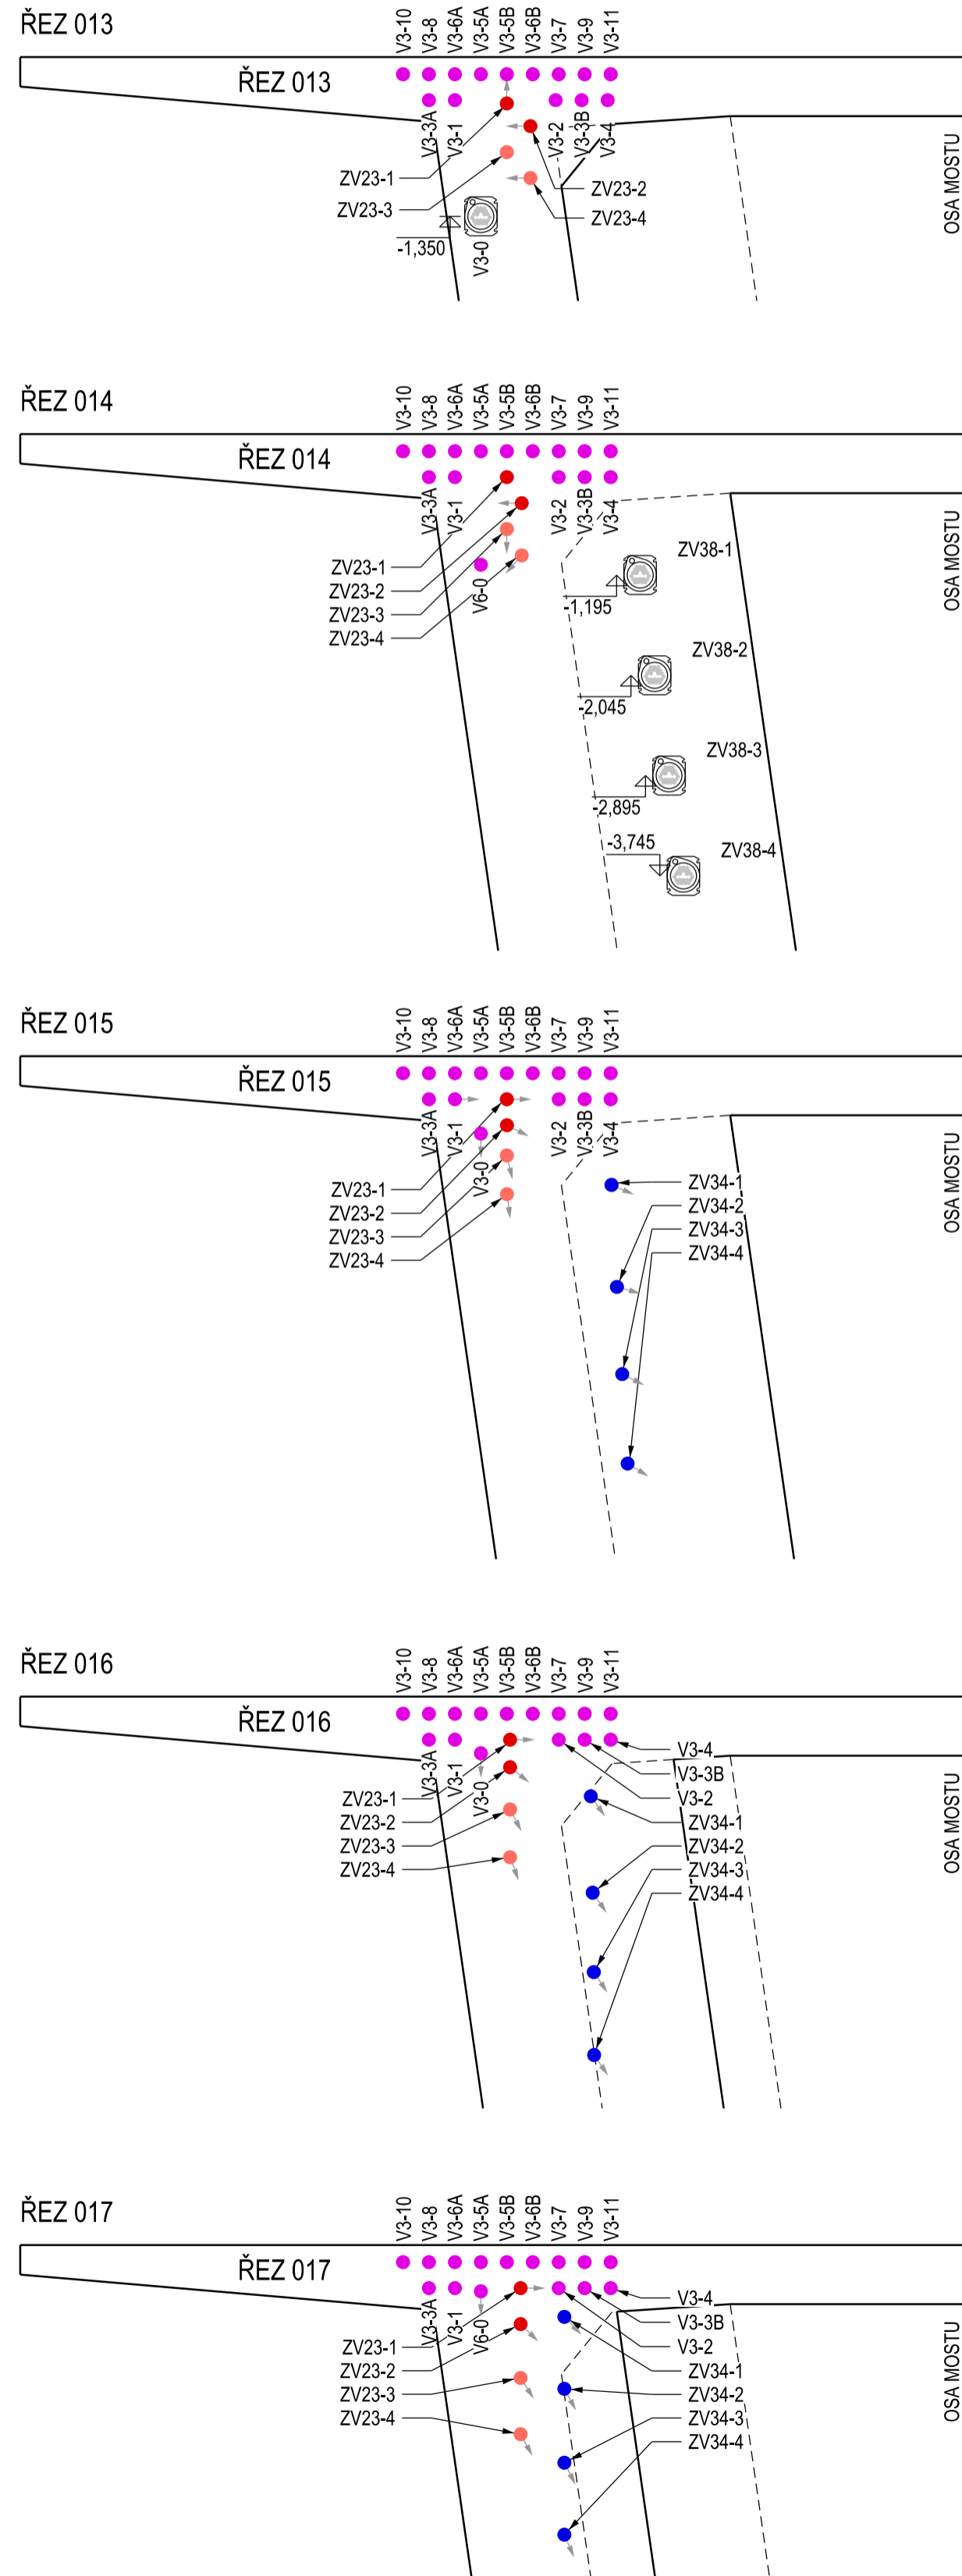 ŘEZ 013
V3-10
V3-8
V3-6A
V3-5A
V3-5B
V3-6B
V3-7
V3-9
V3-11
ŘEZ 013
V3-3A
V3-1
V3-2
V3-3B
V3-4
ZV23-1
ZV23-2
ZV23-3
ZV23-4
-1,350
V3-0
OSA MOSTU
ŘEZ 014
V3-10
V3-8
V3-6A
V3-5A
V3-5B
V3-6B
V3-7
V3-9
V3-11
ŘEZ 014
V3-3A
V3-1
V3-2
V3-3B
V3-4
ZV23-1
ZV23-2
ZV23-3
ZV23-4
V6-0
ZV38-1
-1,195
ZV38-2
-2,045
ZV38-3
-2,895
-3,745
ZV38-4
OSA MOSTU
ŘEZ 015
V3-10
V3-8
V3-6A
V3-5A
V3-5B
V3-6B
V3-7
V3-9
V3-11
ŘEZ 015
V3-3A
V3-1
V3-0
V3-2
V3-3B
V3-4
ZV23-1
ZV23-2
ZV23-3
ZV23-4
ZV34-1
ZV34-2
ZV34-3
ZV34-4
OSA MOSTU
ŘEZ 016
V3-10
V3-8
V3-6A
V3-5A
V3-5B
V3-6B
V3-7
V3-9
V3-11
ŘEZ 016
V3-3A
V3-1
V3-0
V3-4
V3-3B
V3-2
ZV23-1
ZV23-2
ZV23-3
ZV23-4
ZV34-1
ZV34-2
ZV34-3
ZV34-4
OSA MOSTU
ŘEZ 017
V3-10
V3-8
V3-6A
V3-5A
V3-5B
V3-6B
V3-7
V3-9
V3-11
ŘEZ 017
V3-3A
V3-1
V6-0
V3-4
V3-3B
V3-2
ZV23-1
ZV23-2
ZV23-3
ZV23-4
ZV34-1
ZV34-2
ZV34-3
ZV34-4
OSA MOSTU